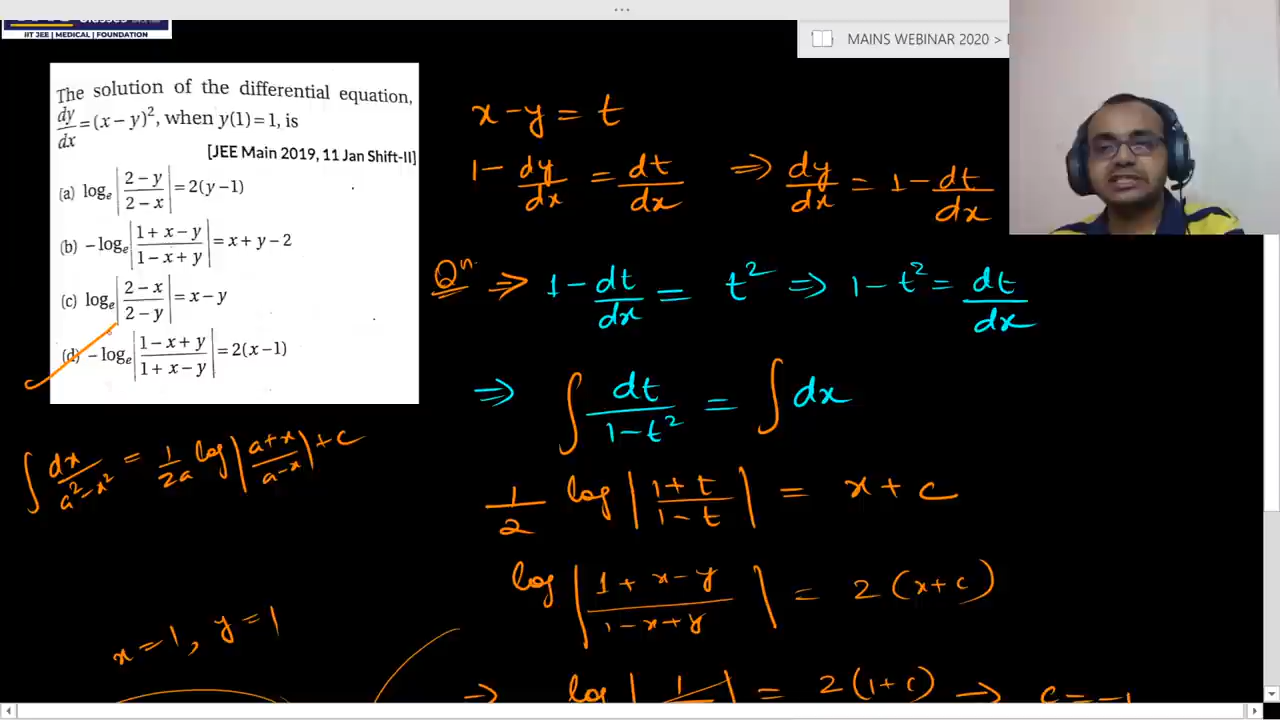 IIT JEE | MEDICAL | FOUNDATION
MAINS WEBINAR 2020 >
The solution of the differential equation,
dy/dx = (x − y)², when y(1) = 1, is
[JEE Main 2019, 11 Jan Shift-II]
(a) logₑ |(2 − y)/(2 − x)| = 2(y − 1)
(b) −logₑ |(1 + x − y)/(1 − x + y)| = x + y − 2
(c) logₑ |(2 − x)/(2 − y)| = x − y
(d) −logₑ |(1 − x + y)/(1 + x − y)| = 2(x − 1)
∫ dx/(a² − x²) = 1/2a log |(a+x)/(a−x)| + c
x = 1, y = 1
x − y = t
1 − dy/dx = dt/dx ⇒ dy/dx = 1 − dt/dx
Qⁿ ⇒ 1 − dt/dx = t² ⇒ 1 − t² = dt/dx
⇒ ∫ dt/(1 − t²) = ∫ dx
1/2 log |(1 + t)/(1 − t)| = x + c
log |(1 + x − y)/(1 − x + y)| = 2(x + c)
→ log |1 = 2(1 + c) → c = −1